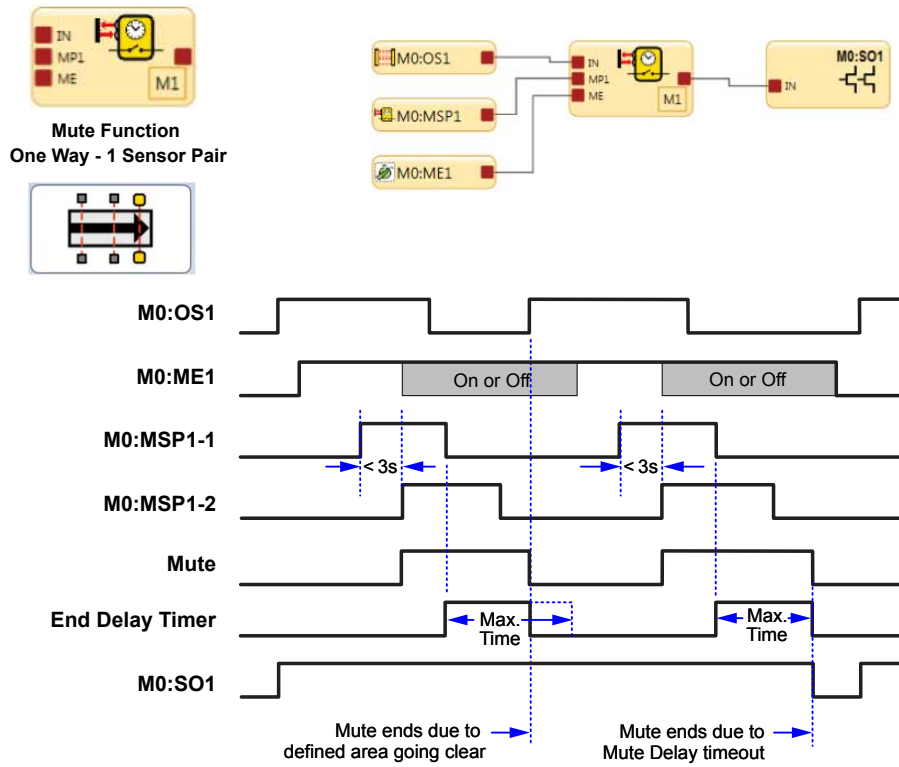 IN
MP1
ME
M1
Mute Function
One Way - 1 Sensor Pair
M0:OS1
M0:MSP1
M0:ME1
IN
MP1
ME
M1
M0:SO1
IN
M0:OS1
M0:ME1
On or Off
On or Off
M0:MSP1-1
< 3s
< 3s
M0:MSP1-2
Mute
End Delay Timer
Max.
Time
Max.
Time
M0:SO1
Mute ends due to
defined area going clear
Mute ends due to
Mute Delay timeout